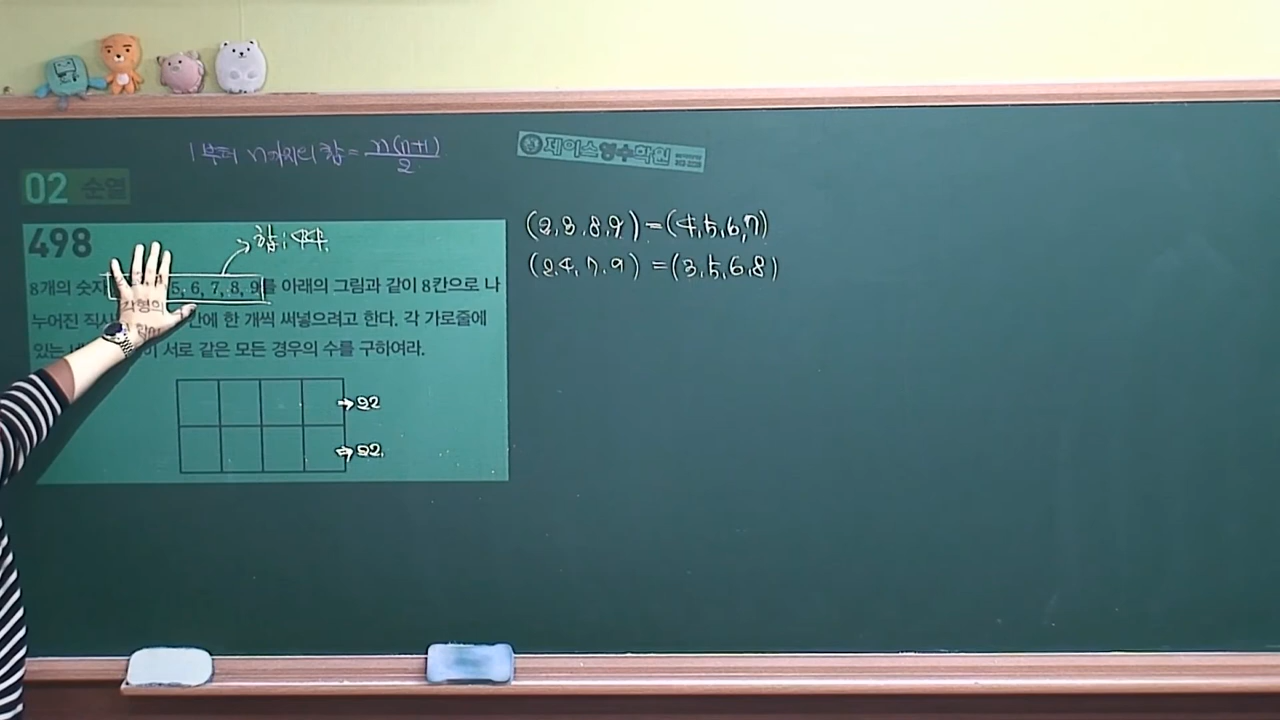 1부터 n까지의 합 = n(n+1)/2
제이스영수학원
02 순열
498
합: 44.
8개의 숫자 5, 6, 7, 8, 9를 아래의 그림과 같이 8칸으로 나
누어진 직사각형의 칸에 한 개씩 써넣으려고 한다. 각 가로줄에
있는 합이 서로 같은 모든 경우의 수를 구하여라.
→22
→22.
(2,3,8,9) = (4,5,6,7)
(2,4,7,9) = (3,5,6,8)